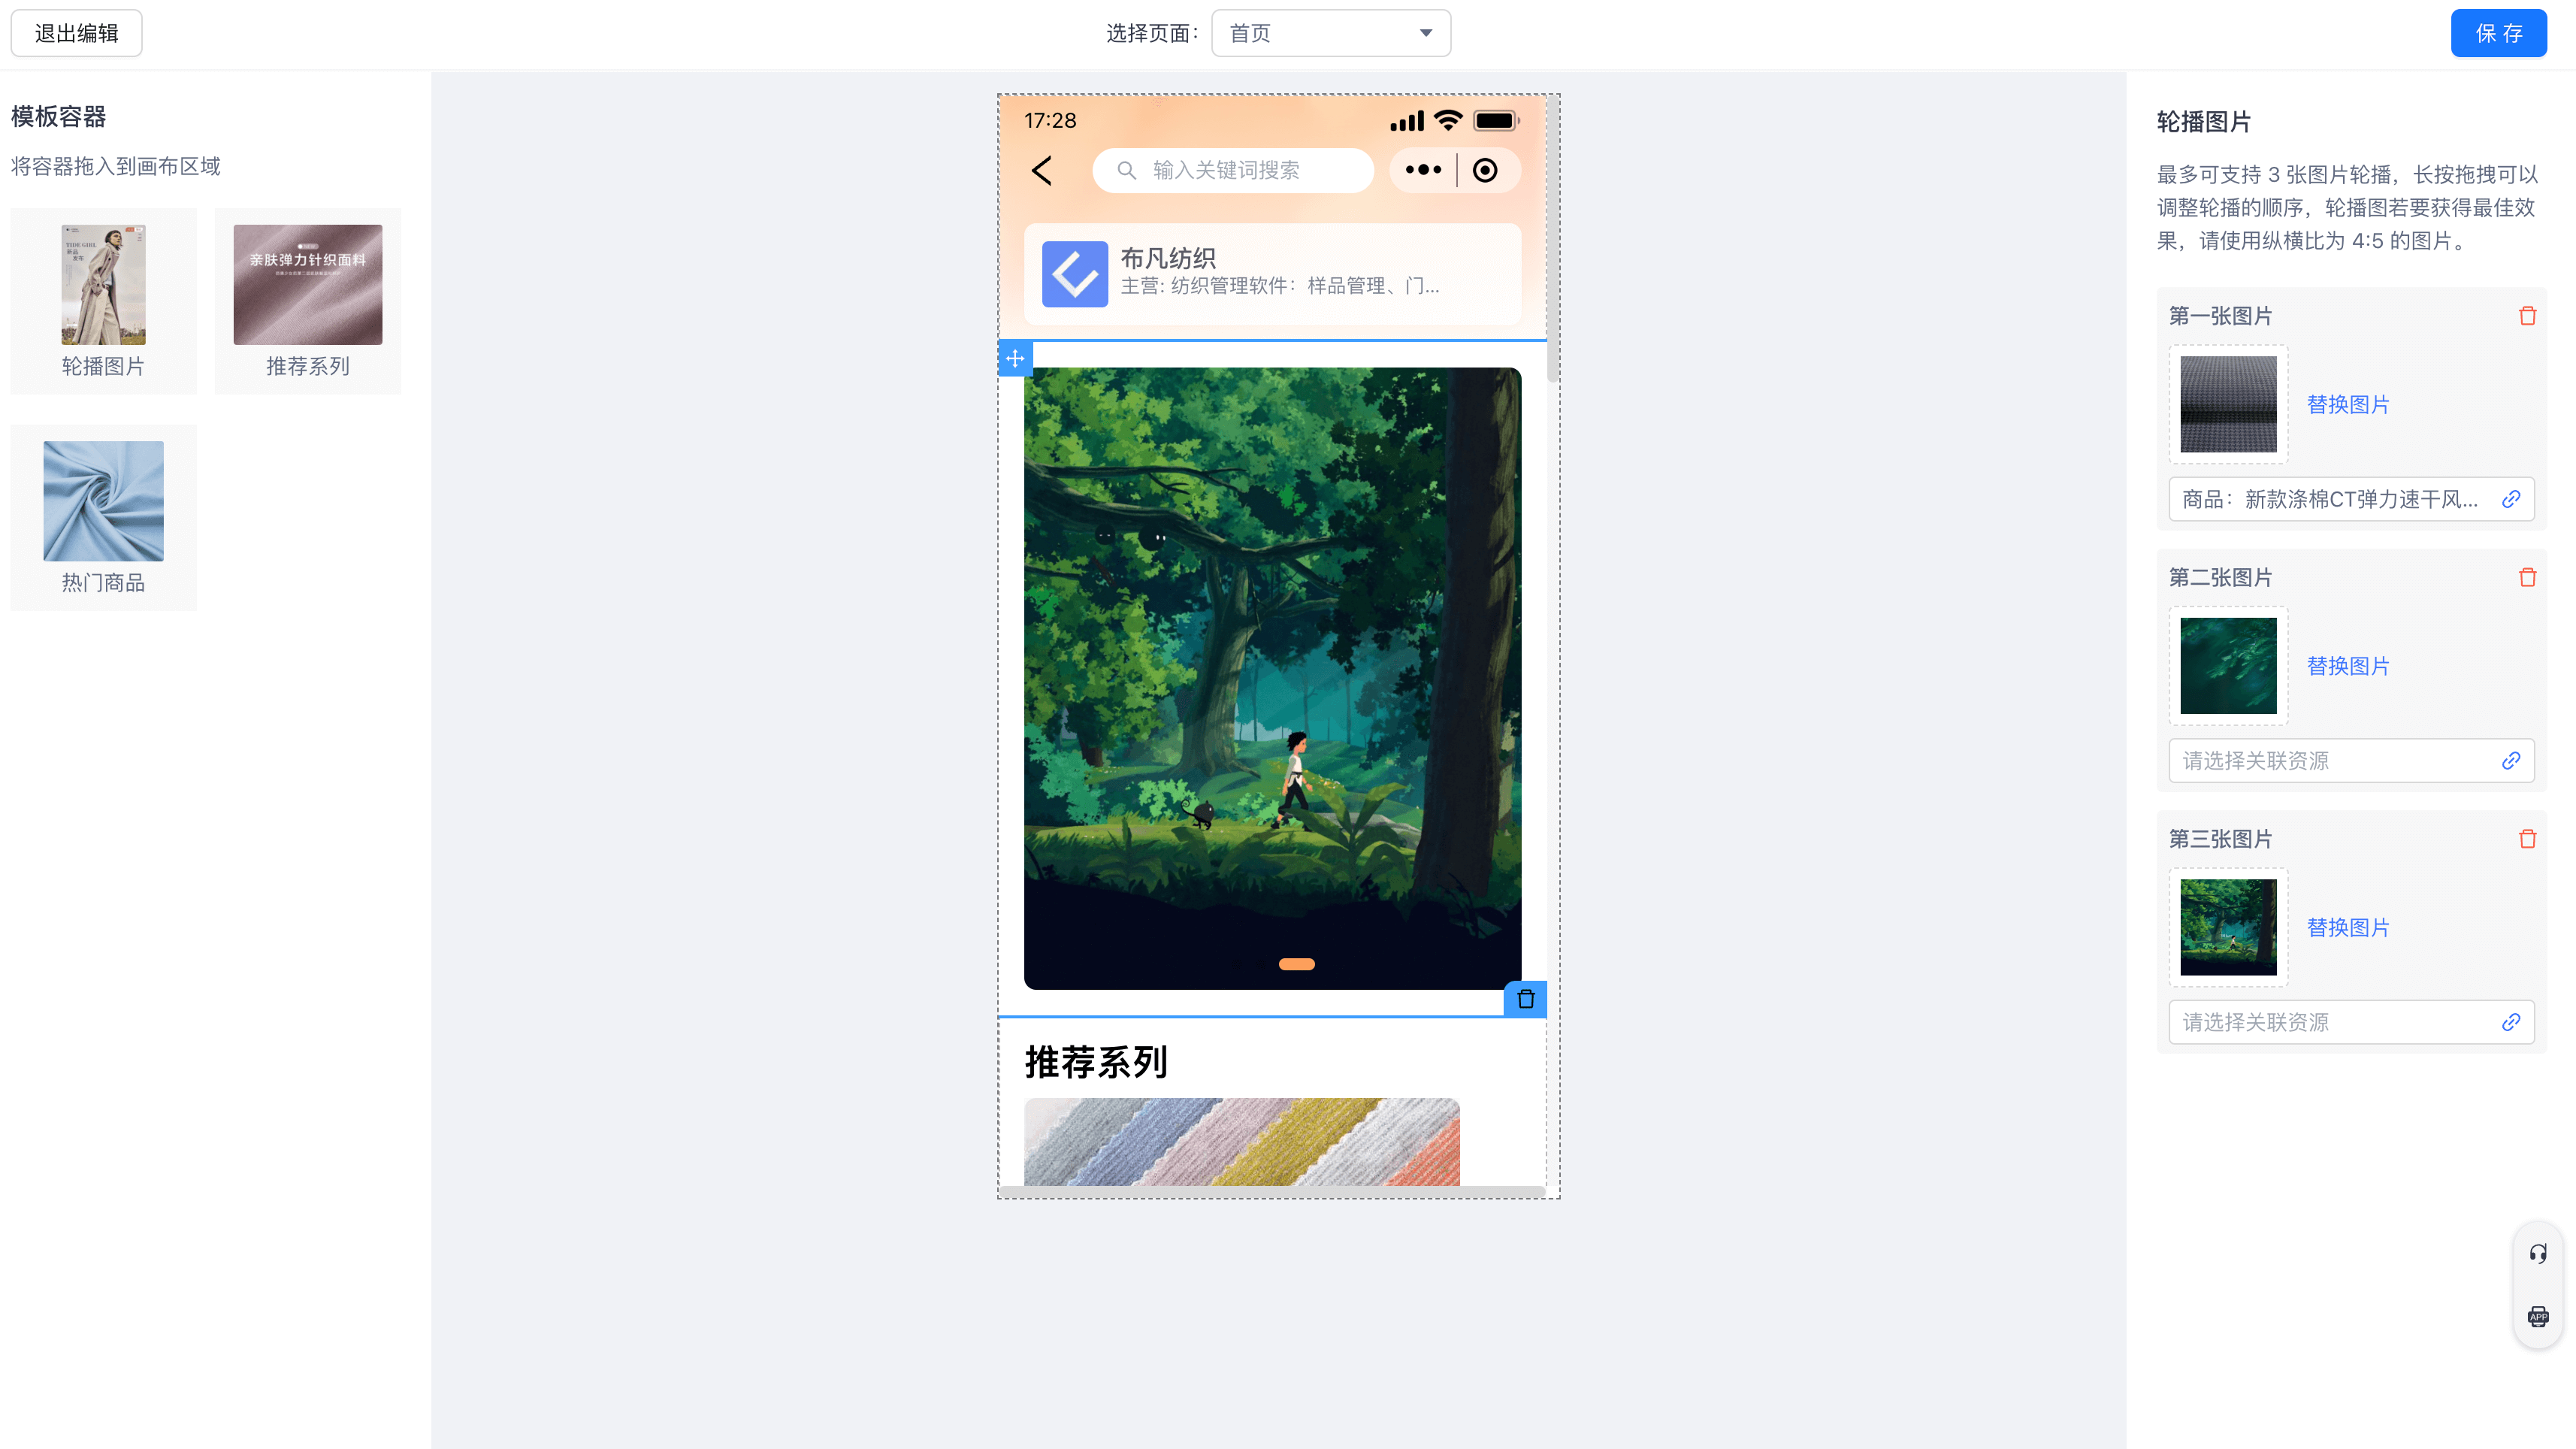 退出编辑
选择页面：
首页
保 存
模板容器
将容器拖入到画布区域
TIDE GIRL
新品
发布
轮播图片
亲肤弹力针织面料
推荐系列
热门商品
17:28
输入关键词搜索
布凡纺织
主营: 纺织管理软件：样品管理、门...
推荐系列
轮播图片
最多可支持 3 张图片轮播，长按拖拽可以
调整轮播的顺序，轮播图若要获得最佳效
果，请使用纵横比为 4:5 的图片。
第一张图片
替换图片
商品：新款涤棉CT弹力速干风...
第二张图片
替换图片
请选择关联资源
第三张图片
替换图片
请选择关联资源
APP